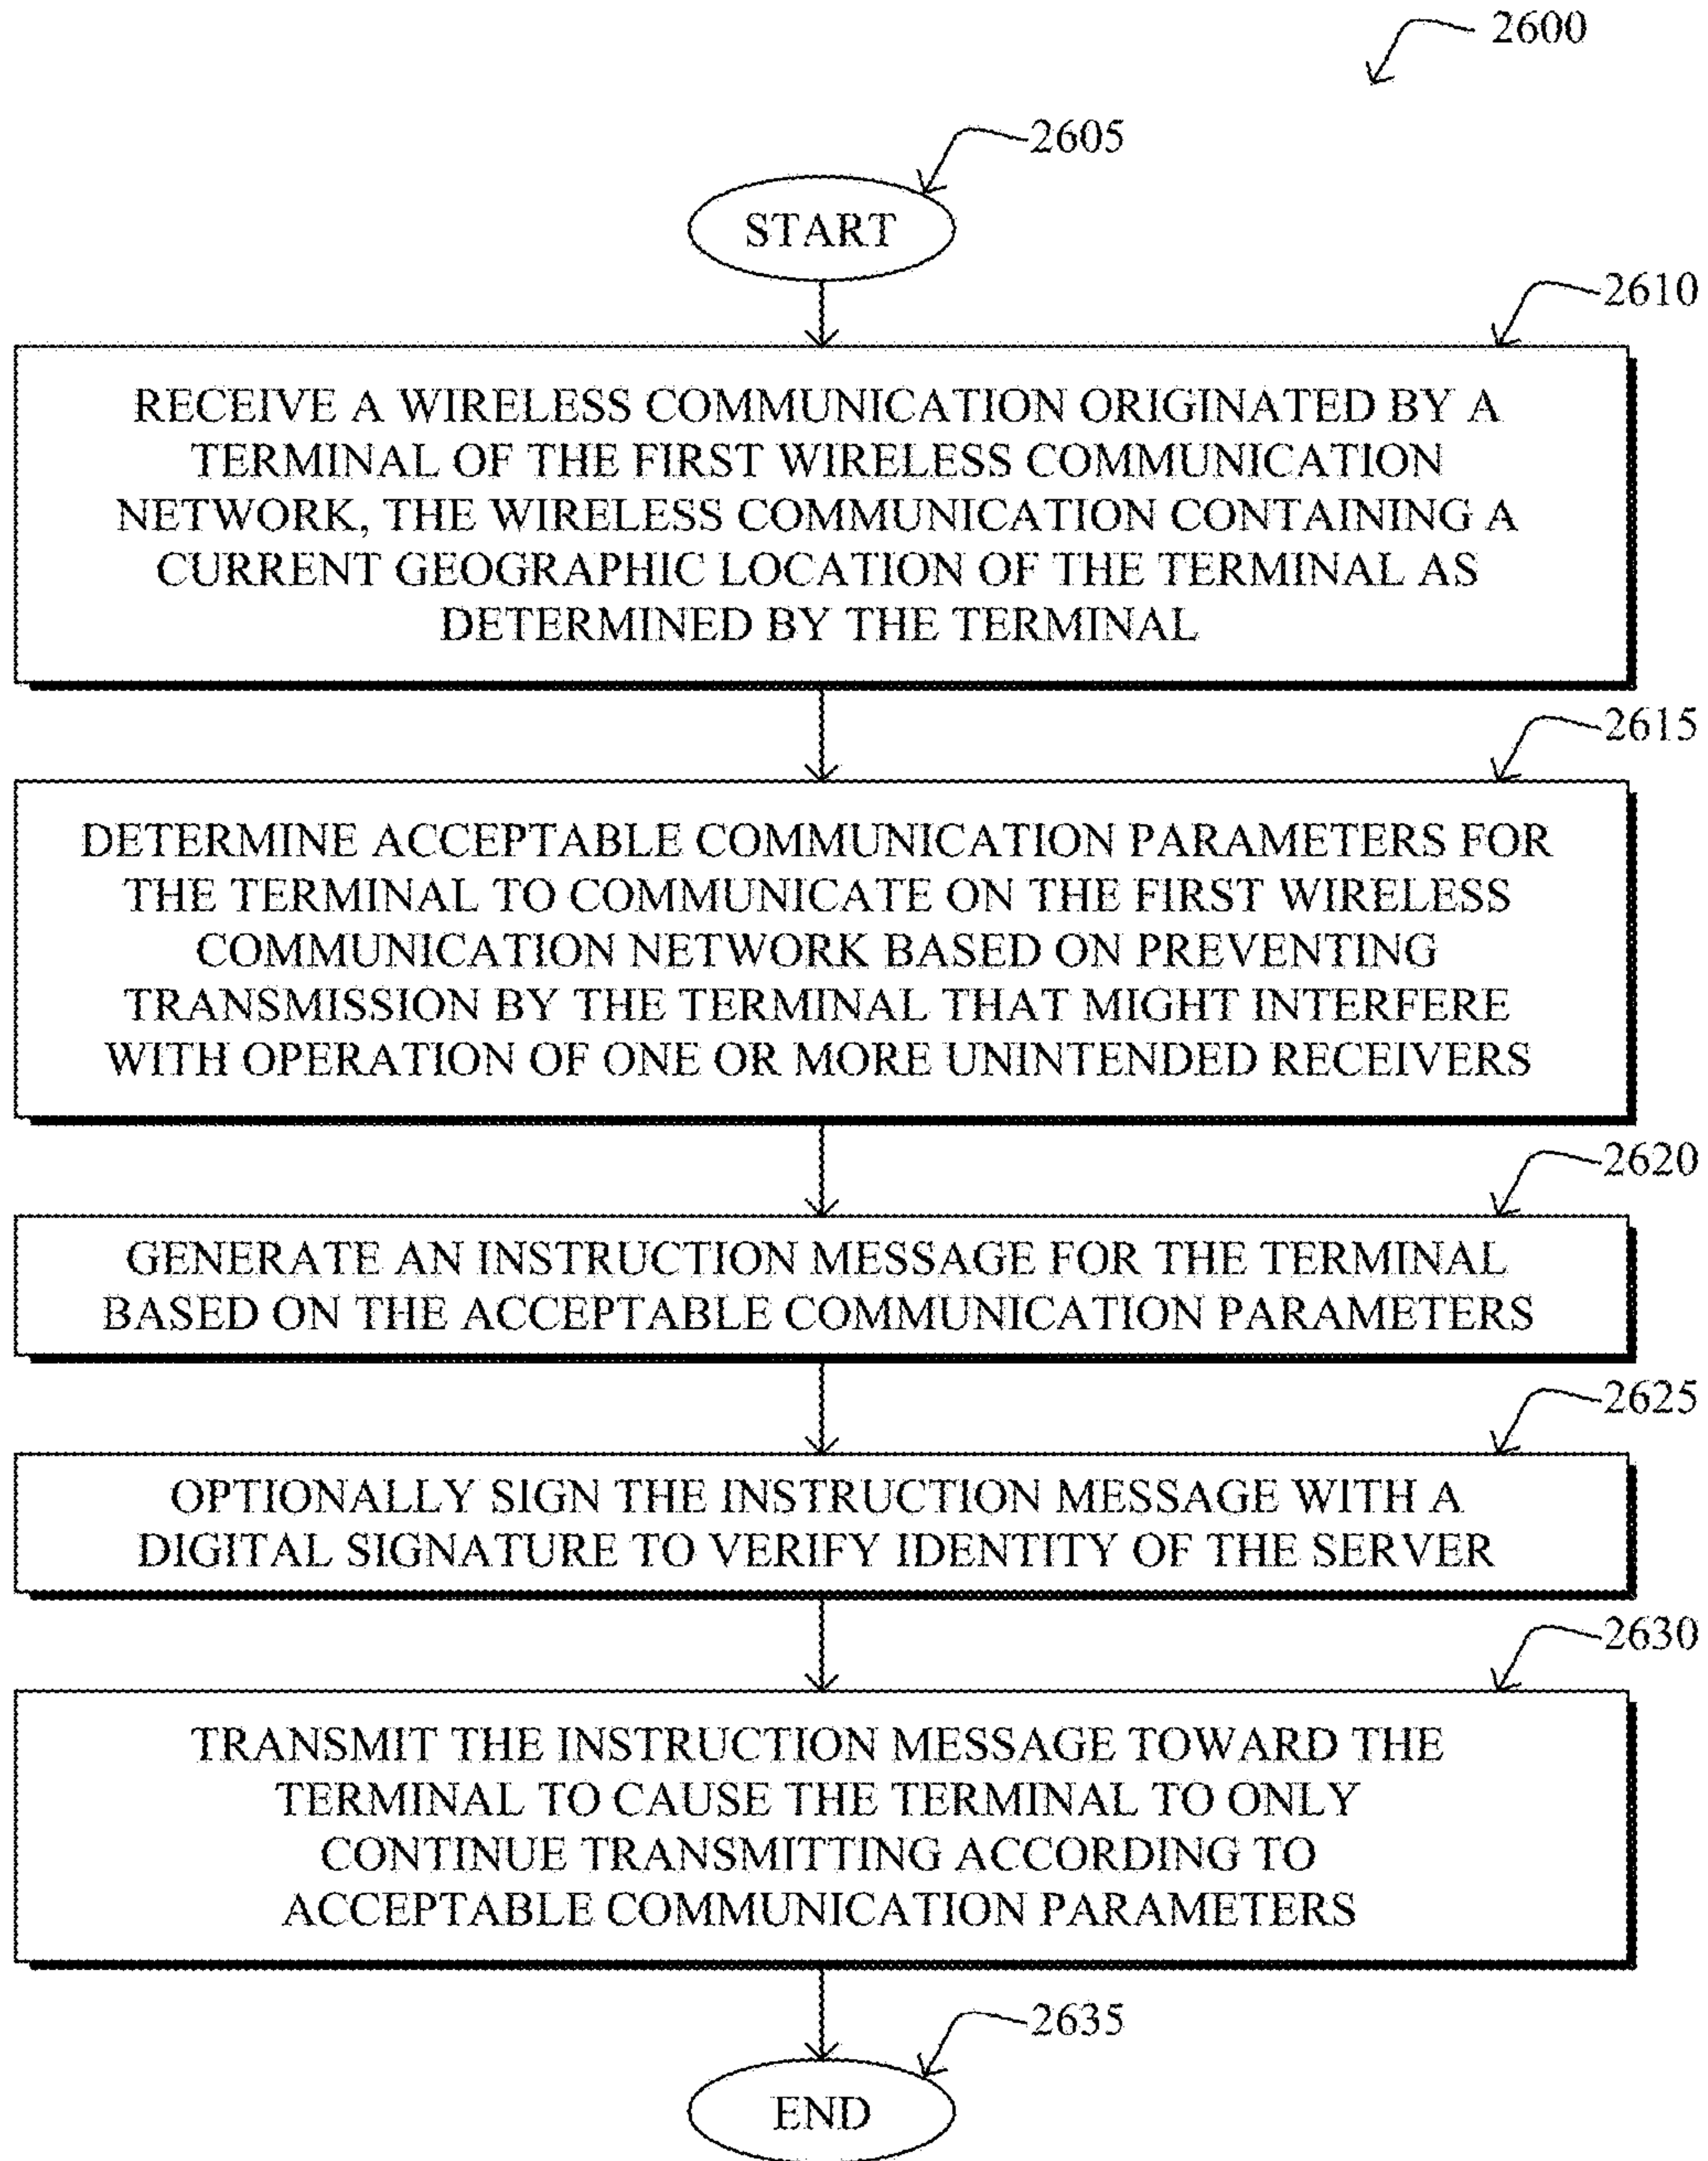 2600
2605
START
2610
RECEIVE A WIRELESS COMMUNICATION ORIGINATED BY A
TERMINAL OF THE FIRST WIRELESS COMMUNICATION
NETWORK, THE WIRELESS COMMUNICATION CONTAINING A
CURRENT GEOGRAPHIC LOCATION OF THE TERMINAL AS
DETERMINED BY THE TERMINAL
2615
DETERMINE ACCEPTABLE COMMUNICATION PARAMETERS FOR
THE TERMINAL TO COMMUNICATE ON THE FIRST WIRELESS
COMMUNICATION NETWORK BASED ON PREVENTING
TRANSMISSION BY THE TERMINAL THAT MIGHT INTERFERE
WITH OPERATION OF ONE OR MORE UNINTENDED RECEIVERS
2620
GENERATE AN INSTRUCTION MESSAGE FOR THE TERMINAL
BASED ON THE ACCEPTABLE COMMUNICATION PARAMETERS
2625
OPTIONALLY SIGN THE INSTRUCTION MESSAGE WITH A
DIGITAL SIGNATURE TO VERIFY IDENTITY OF THE SERVER
2630
TRANSMIT THE INSTRUCTION MESSAGE TOWARD THE
TERMINAL TO CAUSE THE TERMINAL TO ONLY
CONTINUE TRANSMITTING ACCORDING TO
ACCEPTABLE COMMUNICATION PARAMETERS
2635
END